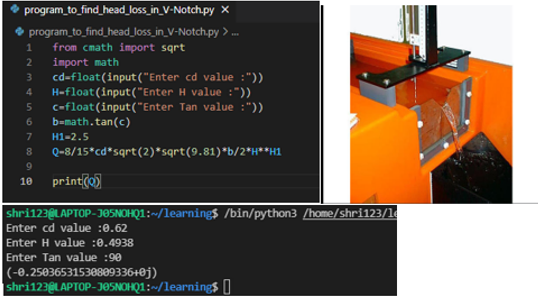 program_to_find_head_loss_in_V-Notch.py ×
program_to_find_head_loss_in_V-Notch.py > ...
1 from cmath import sqrt
2 import math
3 cd=float(input("Enter cd value :"))
4 H=float(input("Enter H value :"))
5 c=float(input("Enter Tan value :"))
6 b=math.tan(c)
7 H1=2.5
8 Q=8/15*cd*sqrt(2)*sqrt(9.81)*b/2*H**H1
9
10 print(Q)
shri123@LAPTOP-J05NOHQ1:~/learning$ /bin/python3 /home/shri123/le
Enter cd value :0.62
Enter H value :0.4938
Enter Tan value :90
(-0.25036531530809336+0j)
shri123@LAPTOP-J05NOHQ1:~/learning$